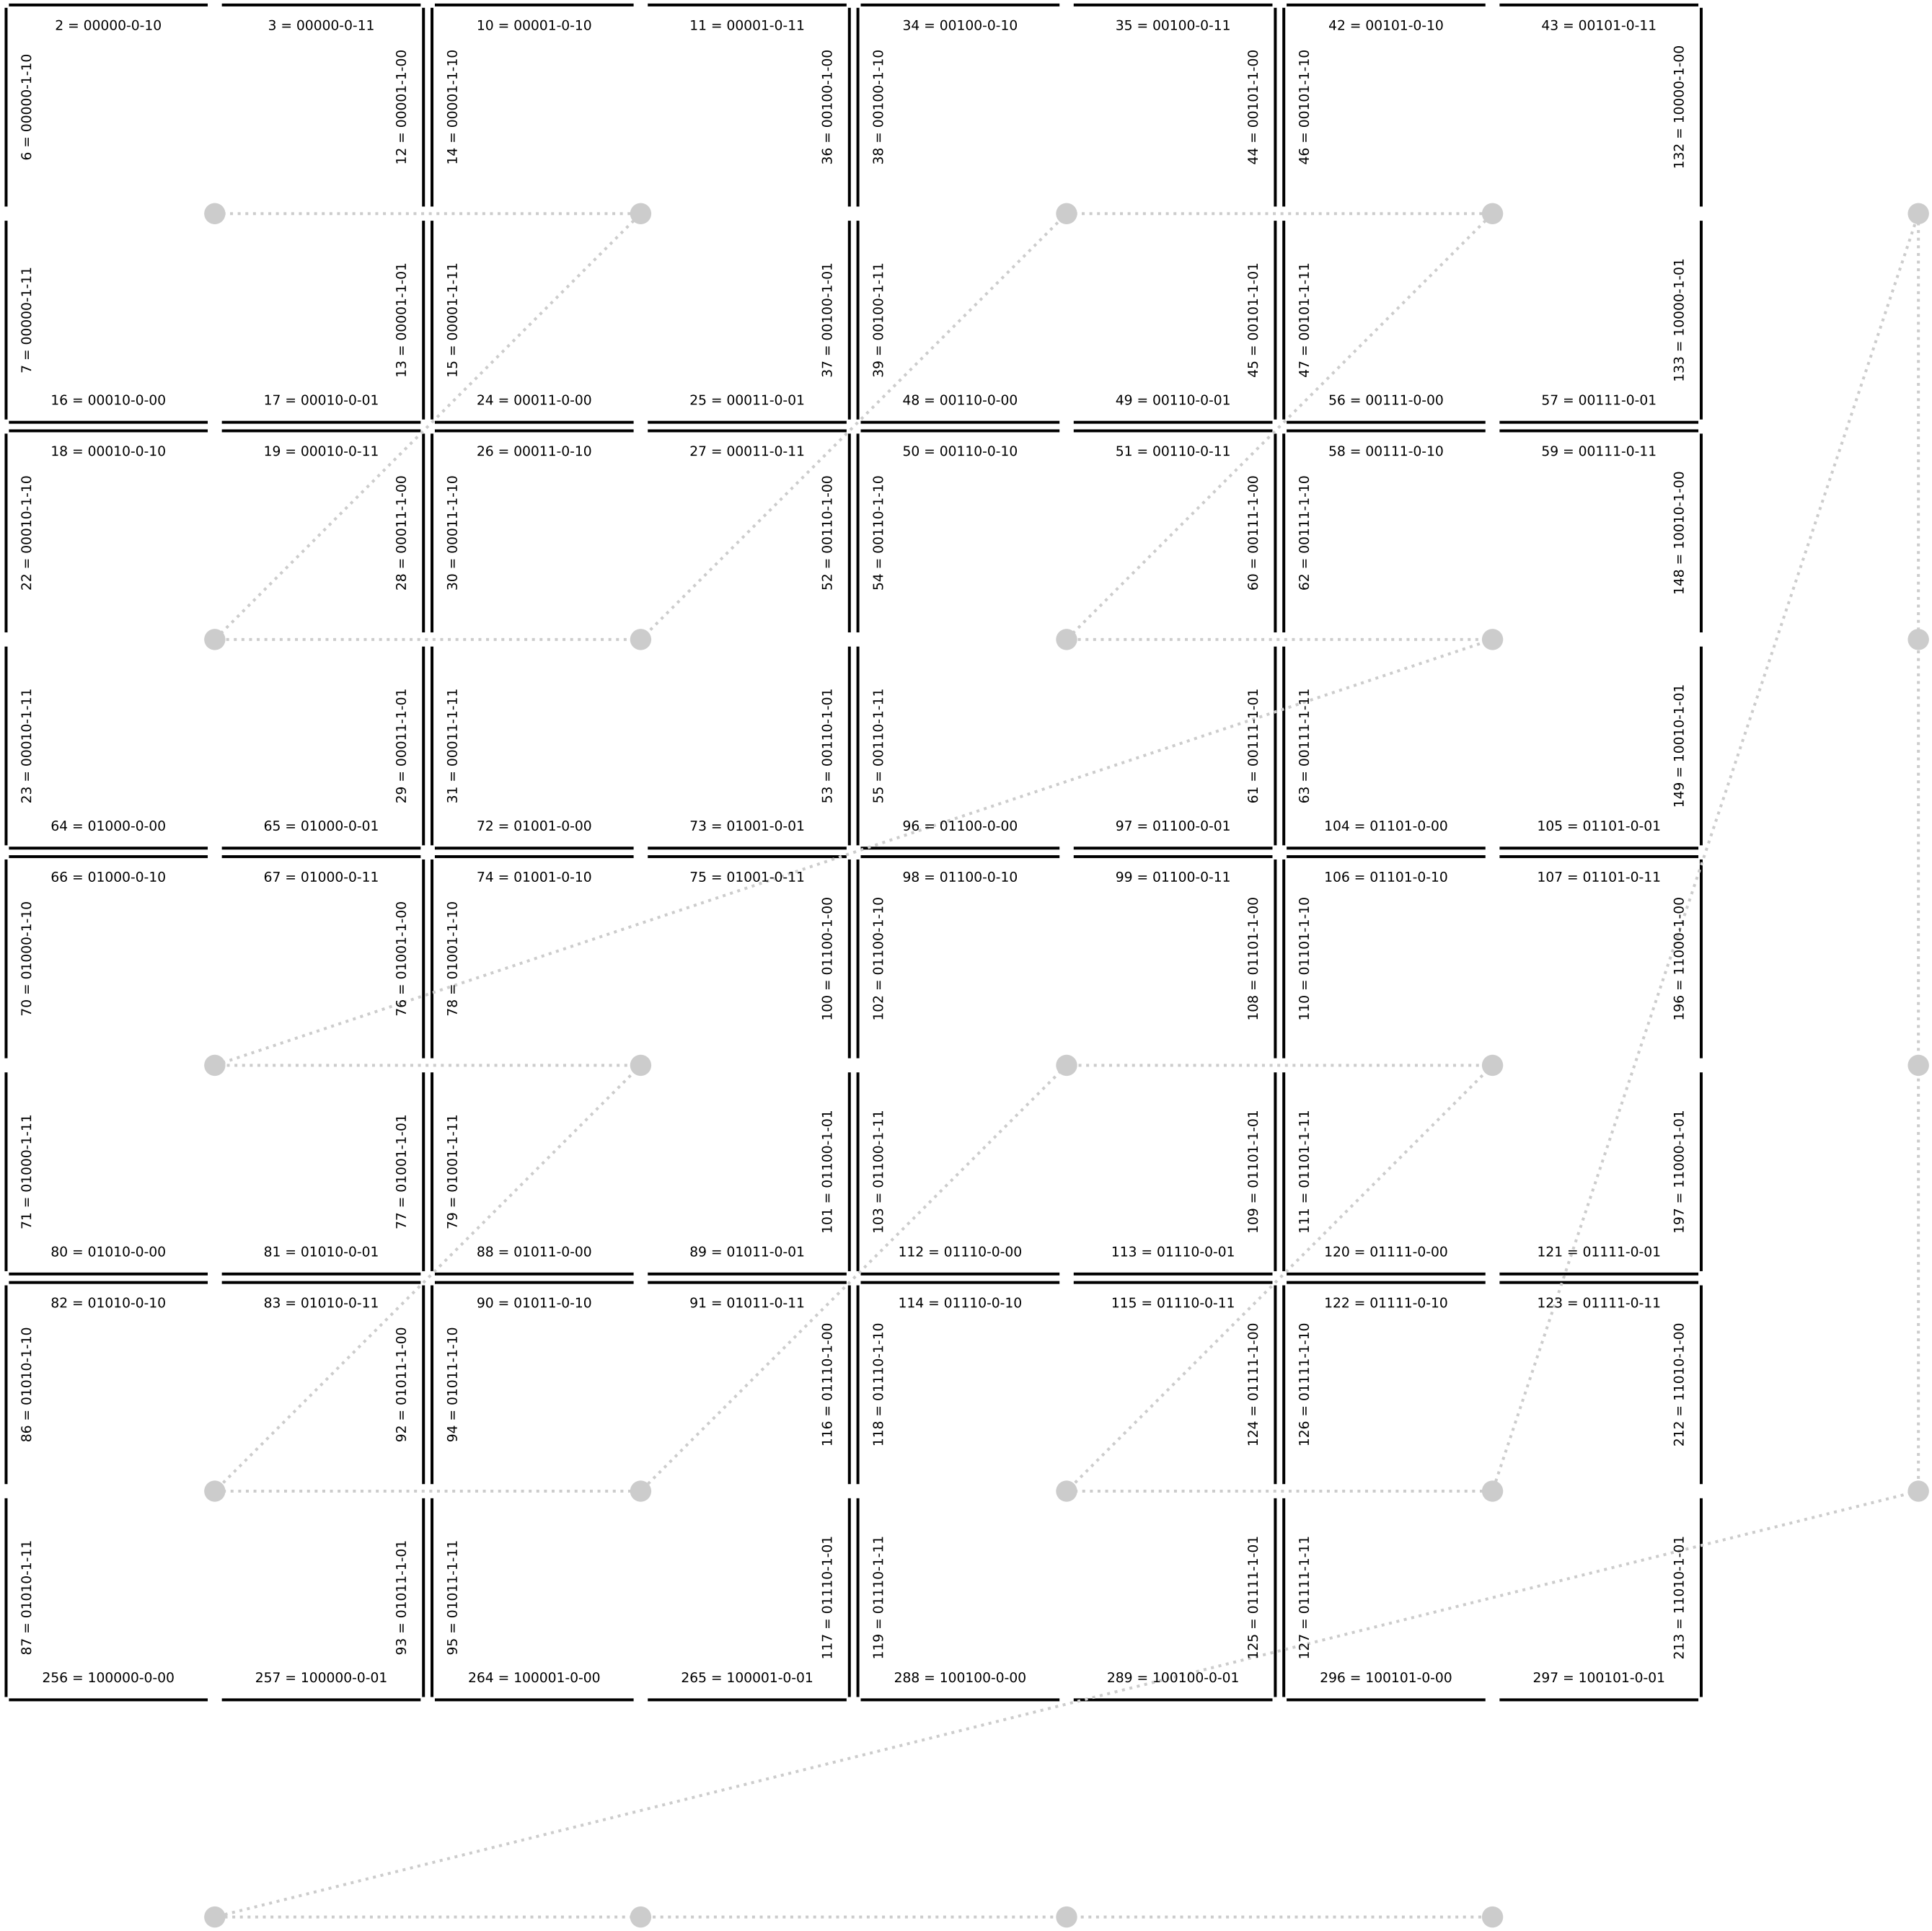 2 = 00000-0-10
3 = 00000-0-11
10 = 00001-0-10
11 = 00001-0-11
34 = 00100-0-10
35 = 00100-0-11
42 = 00101-0-10
43 = 00101-0-11
6 = 00000-1-10
12 = 00001-1-00
14 = 00001-1-10
36 = 00100-1-00
38 = 00100-1-10
44 = 00101-1-00
46 = 00101-1-10
132 = 10000-1-00
7 = 00000-1-11
13 = 00001-1-01
15 = 00001-1-11
37 = 00100-1-01
39 = 00100-1-11
45 = 00101-1-01
47 = 00101-1-11
133 = 10000-1-01
16 = 00010-0-00
17 = 00010-0-01
24 = 00011-0-00
25 = 00011-0-01
48 = 00110-0-00
49 = 00110-0-01
56 = 00111-0-00
57 = 00111-0-01
18 = 00010-0-10
19 = 00010-0-11
26 = 00011-0-10
27 = 00011-0-11
50 = 00110-0-10
51 = 00110-0-11
58 = 00111-0-10
59 = 00111-0-11
22 = 00010-1-10
28 = 00011-1-00
30 = 00011-1-10
52 = 00110-1-00
54 = 00110-1-10
60 = 00111-1-00
62 = 00111-1-10
148 = 10010-1-00
23 = 00010-1-11
29 = 00011-1-01
31 = 00011-1-11
53 = 00110-1-01
55 = 00110-1-11
61 = 00111-1-01
63 = 00111-1-11
149 = 10010-1-01
64 = 01000-0-00
65 = 01000-0-01
72 = 01001-0-00
73 = 01001-0-01
96 = 01100-0-00
97 = 01100-0-01
104 = 01101-0-00
105 = 01101-0-01
66 = 01000-0-10
67 = 01000-0-11
74 = 01001-0-10
75 = 01001-0-11
98 = 01100-0-10
99 = 01100-0-11
106 = 01101-0-10
107 = 01101-0-11
70 = 01000-1-10
76 = 01001-1-00
78 = 01001-1-10
100 = 01100-1-00
102 = 01100-1-10
108 = 01101-1-00
110 = 01101-1-10
196 = 11000-1-00
71 = 01000-1-11
77 = 01001-1-01
79 = 01001-1-11
101 = 01100-1-01
103 = 01100-1-11
109 = 01101-1-01
111 = 01101-1-11
197 = 11000-1-01
80 = 01010-0-00
81 = 01010-0-01
88 = 01011-0-00
89 = 01011-0-01
112 = 01110-0-00
113 = 01110-0-01
120 = 01111-0-00
121 = 01111-0-01
82 = 01010-0-10
83 = 01010-0-11
90 = 01011-0-10
91 = 01011-0-11
114 = 01110-0-10
115 = 01110-0-11
122 = 01111-0-10
123 = 01111-0-11
86 = 01010-1-10
92 = 01011-1-00
94 = 01011-1-10
116 = 01110-1-00
118 = 01110-1-10
124 = 01111-1-00
126 = 01111-1-10
212 = 11010-1-00
87 = 01010-1-11
93 = 01011-1-01
95 = 01011-1-11
117 = 01110-1-01
119 = 01110-1-11
125 = 01111-1-01
127 = 01111-1-11
213 = 11010-1-01
256 = 100000-0-00
257 = 100000-0-01
264 = 100001-0-00
265 = 100001-0-01
288 = 100100-0-00
289 = 100100-0-01
296 = 100101-0-00
297 = 100101-0-01